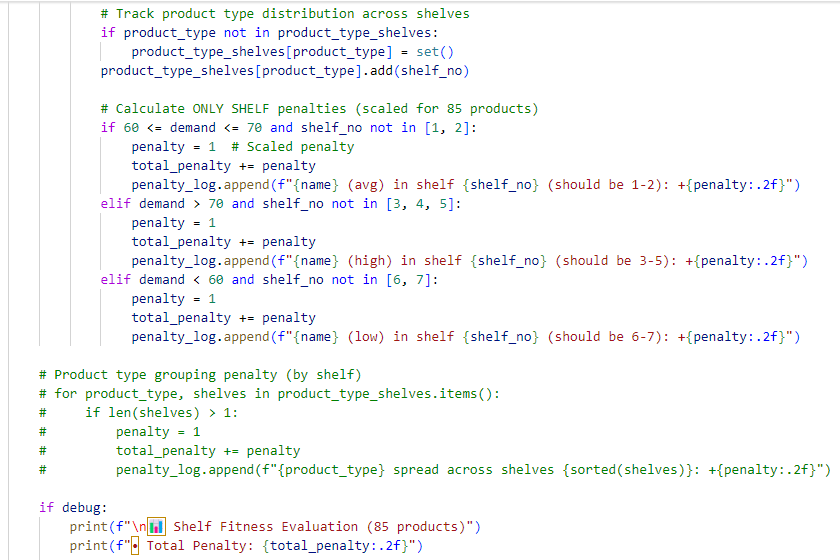 # Track product type distribution across shelves
if product_type not in product_type_shelves:
product_type_shelves[product_type] = set()
product_type_shelves[product_type].add(shelf_no)
# Calculate ONLY SHELF penalties (scaled for 85 products)
if 60 <= demand <= 70 and shelf_no not in [1, 2]:
penalty = 1  # Scaled penalty
total_penalty += penalty
penalty_log.append(f"{name} (avg) in shelf {shelf_no} (should be 1-2): +{penalty:.2f}")
elif demand > 70 and shelf_no not in [3, 4, 5]:
penalty = 1
total_penalty += penalty
penalty_log.append(f"{name} (high) in shelf {shelf_no} (should be 3-5): +{penalty:.2f}")
elif demand < 60 and shelf_no not in [6, 7]:
penalty = 1
total_penalty += penalty
penalty_log.append(f"{name} (low) in shelf {shelf_no} (should be 6-7): +{penalty:.2f}")
# Product type grouping penalty (by shelf)
# for product_type, shelves in product_type_shelves.items():
#     if len(shelves) > 1:
#         penalty = 1
#         total_penalty += penalty
#         penalty_log.append(f"{product_type} spread across shelves {sorted(shelves)}: +{penalty:.2f}")
if debug:
print(f"\n📊 Shelf Fitness Evaluation (85 products)")
print(f"• Total Penalty: {total_penalty:.2f}")